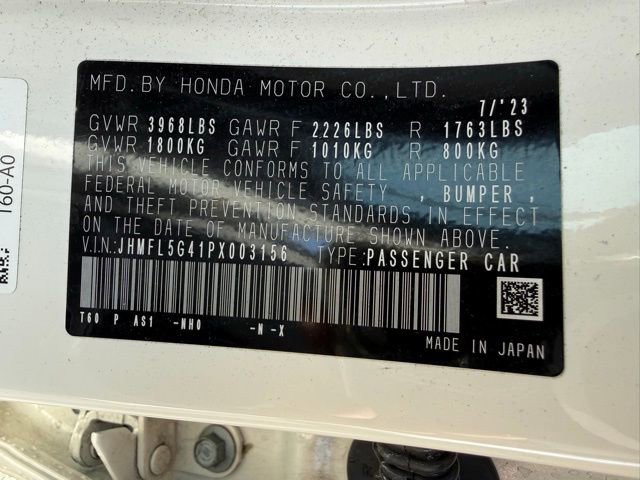 MFD. BY HONDA MOTOR CO., LTD.
7/'23
GVWR 3968LBS GAWR F 2226LBS R 1763LBS
GVWR 1800KG GAWR F 1010KG R 800KG
THIS VEHICLE CONFORMS TO ALL APPLICABLE
FEDERAL MOTOR VEHICLE SAFETY , BUMPER ,
AND THEFT PREVENTION STANDARDS IN EFFECT
ON THE DATE OF MANUFACTURE SHOWN ABOVE.
V.I.N: JHMFL5G41PX003156 TYPE: PASSENGER CAR
T60 P AS1 -NH0 -N -X
MADE IN JAPAN
T60-A0